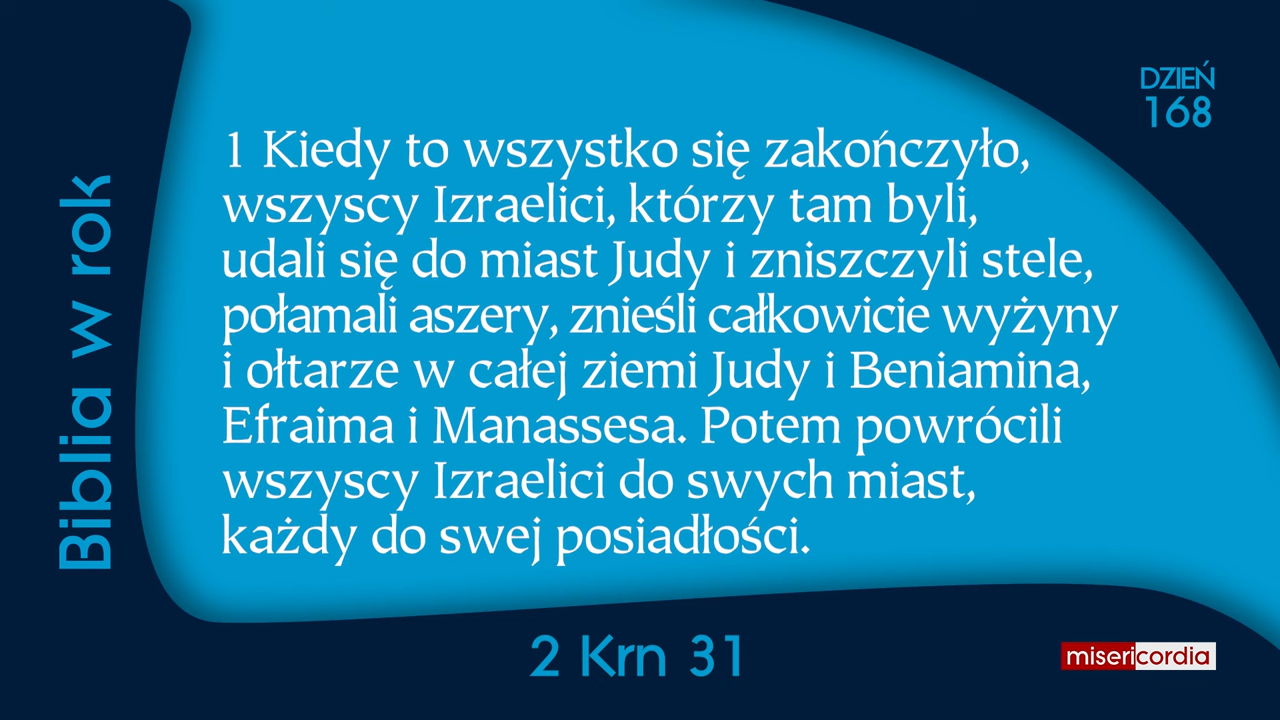 DZIEŃ
168
1 Kiedy to wszystko się zakończyło,
wszyscy Izraelici, którzy tam byli,
udali się do miast Judy i zniszczyli stele,
połamali aszery, znieśli całkowicie wyżyny
i ołtarze w całej ziemi Judy i Beniamina,
Efraima i Manassesa. Potem powrócili
wszyscy Izraelici do swych miast,
każdy do swej posiadłości.
Biblia w rok
2 Krn 31
misericordia